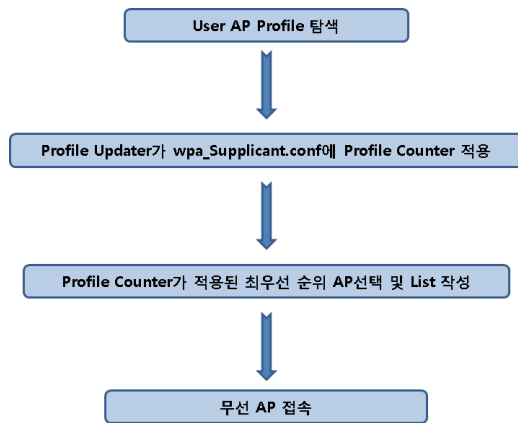 User AP Profile 탐색
Profile Updater가 wpa_Supplicant.conf에 Profile Counter 적용
Profile Counter가 적용된 최우선 순위 AP선택 및 List 작성
무선 AP 접속